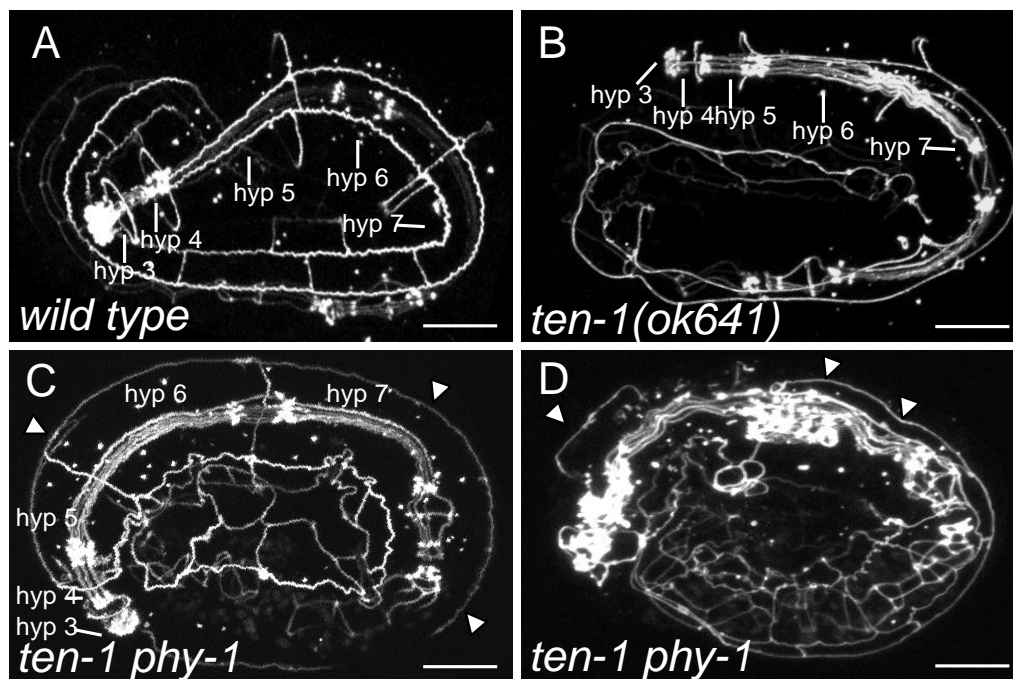 A
hyp 5
hyp 6
hyp 7
hyp 4
hyp 3
wild type
B
hyp 3
hyp 4 hyp 5
hyp 6
hyp 7
ten-1(ok641)
C
hyp 6
hyp 7
hyp 5
hyp 4
hyp 3
ten-1 phy-1
D
ten-1 phy-1